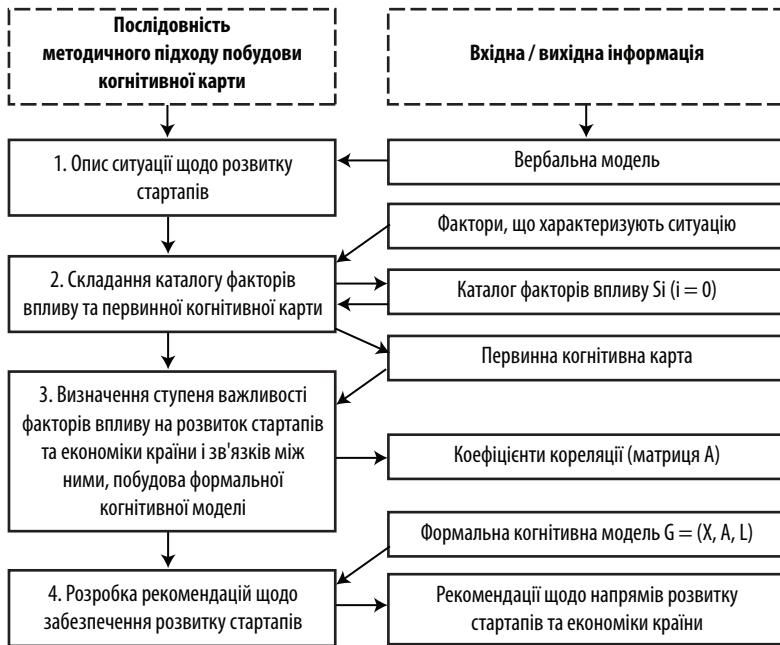 Послідовність
методичного підходу побудови
когнітивної карти
Вхідна / вихідна інформація
1. Опис ситуації щодо розвитку
стартапів
Вербальна модель
Фактори, що характеризують ситуацію
2. Складання каталогу факторів
впливу та первинної когнітивної карти
Каталог факторів впливу Si (i = 0)
Первинна когнітивна карта
3. Визначення ступеня важливості
факторів впливу на розвиток стартапів
та економіки країни і зв'язків між
ними, побудова формальної
когнітивної моделі
Коефіцієнти кореляції (матриця А)
Формальна когнітивна модель G = (X, A, L)
4. Розробка рекомендацій щодо
забезпечення розвитку стартапів
Рекомендації щодо напрямів розвитку
стартапів та економіки країни